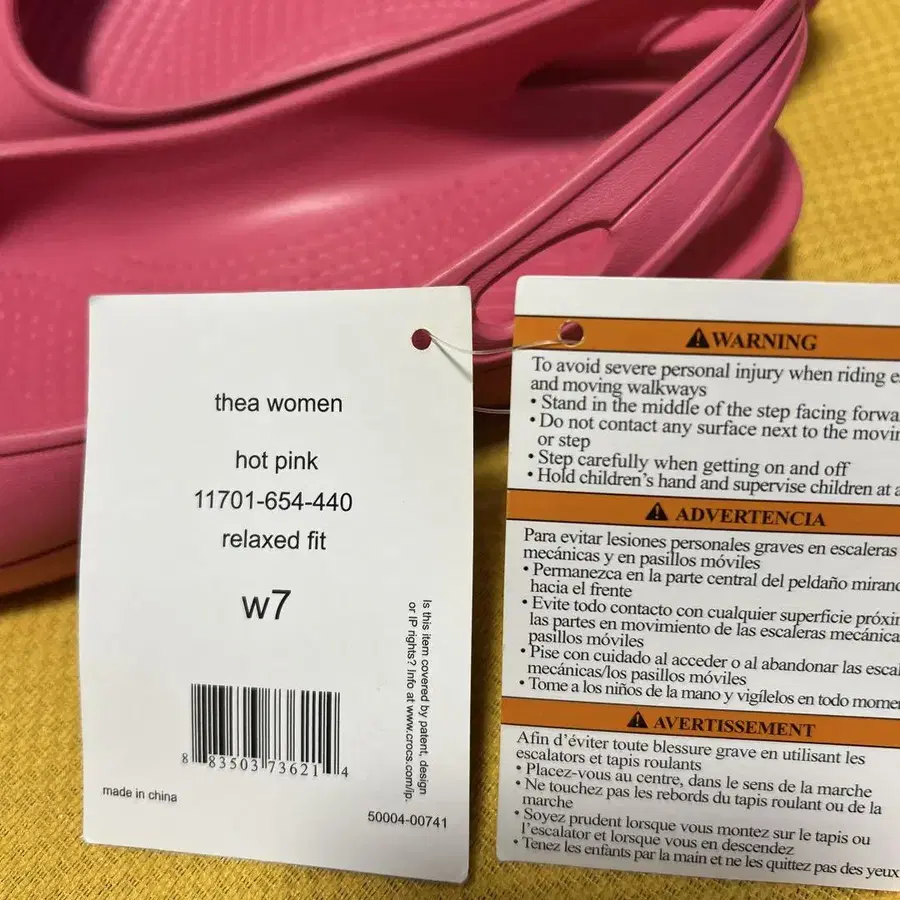 thea women
hot pink
11701-654-440
relaxed fit
w7
Is this item covered by patent, design
or IP rights? Info at www.crocs.com/ip.
8 83503 73621 4
made in china
50004-00741
WARNING
To avoid severe personal injury when riding
and moving walkways
• Stand in the middle of the step facing
• Do not contact any surface next to the
or step
• Step carefully when getting on and off
• Hold children's hand and supervise children at
ADVERTENCIA
Para evitar lesiones personales graves en escaleras
mecánicas y en pasillos móviles
• Permanezca en la parte central del peldaño
hacia el frente
• Evite todo contacto con cualquier superficie
las partes en movimiento de las escaleras
pasillos móviles
• Pise con cuidado al acceder o al abandonar las
mecánicas/los pasillos móviles
• Tome a los niños de la mano y vigílelos en todo
AVERTISSEMENT
Afin d'éviter toute blessure grave en utilisant les
escalators et tapis roulants
• Placez-vous au centre, dans le sens de la marche
• Ne touchez pas les rebords du tapis roulant ou de la
marche
• Soyez prudent lorsque vous montez sur le tapis ou
l'escalator et lorsque vous en descendez
• Tenez les enfants par la main et ne les quittez pas des yeux